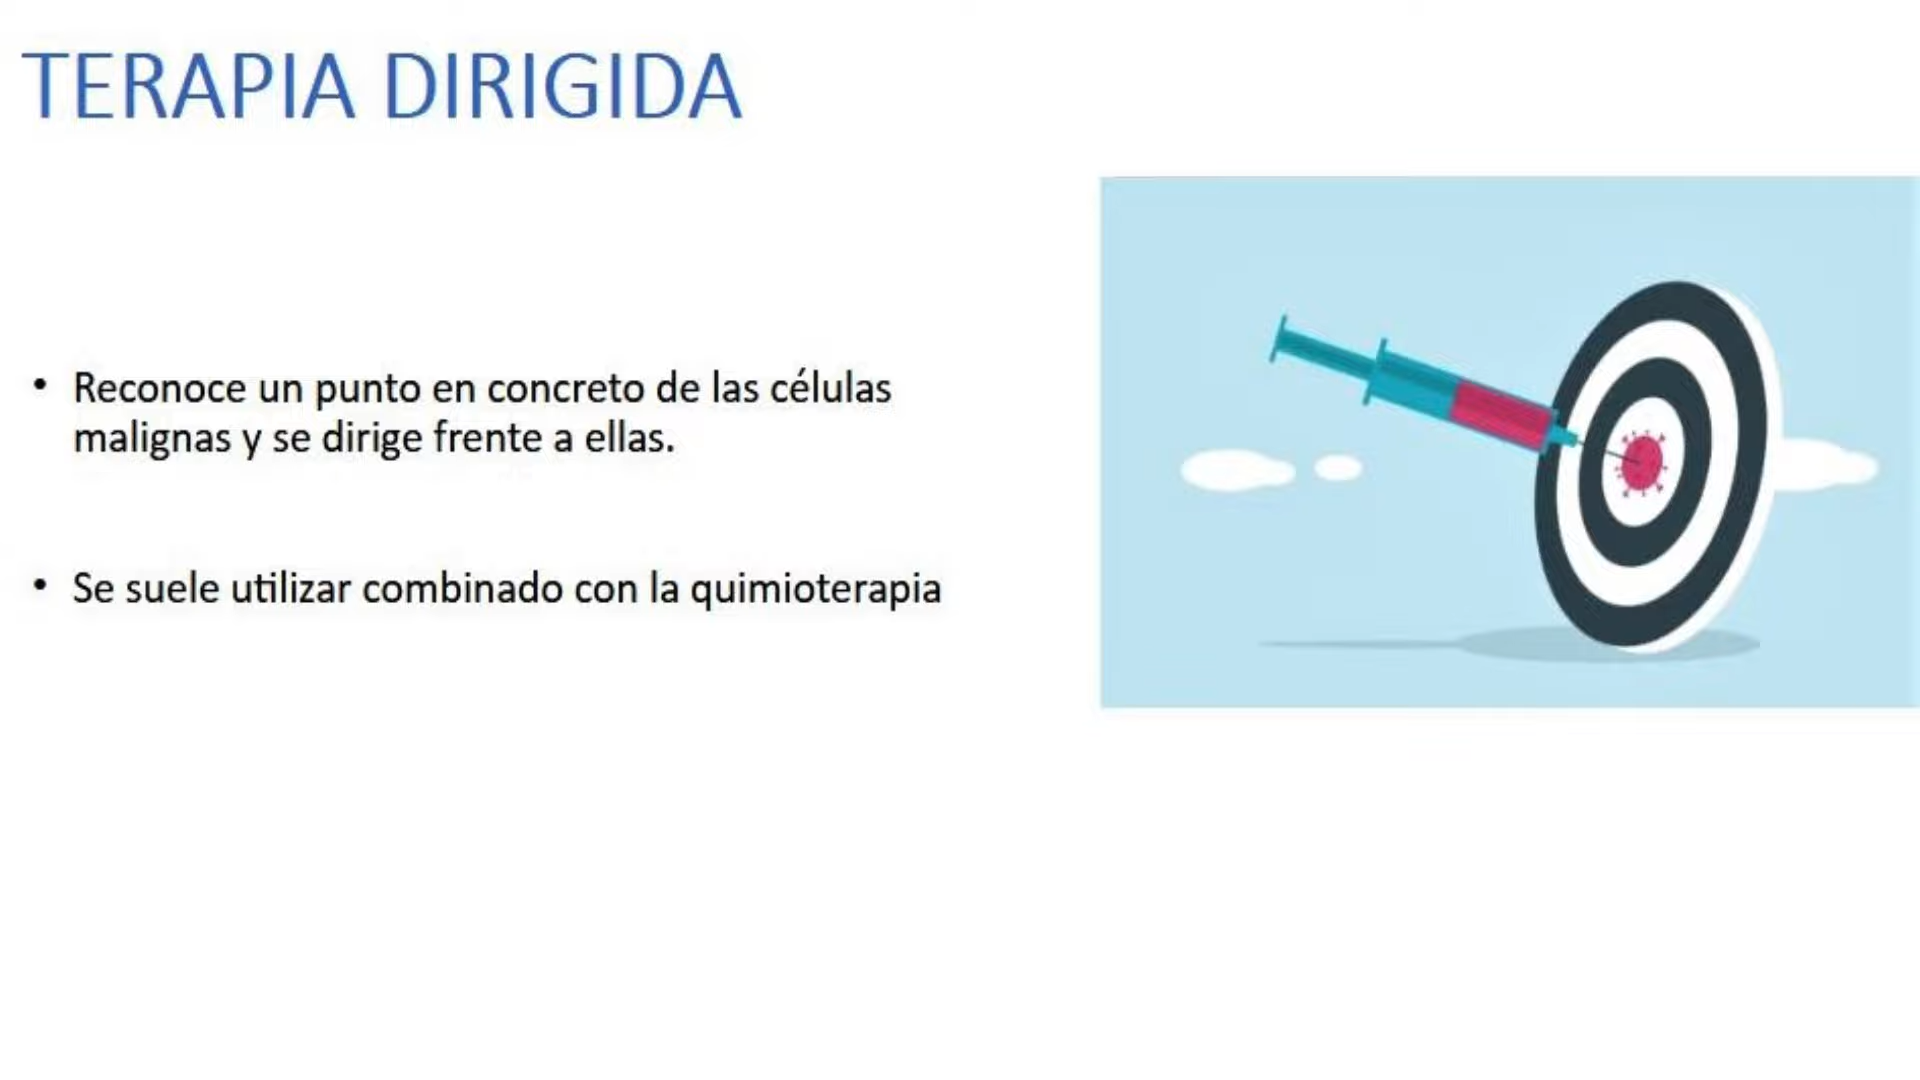 TERAPIA DIRIGIDA
• Reconoce un punto en concreto de las células
malignas y se dirige frente a ellas.
• Se suele utilizar combinado con la quimioterapia